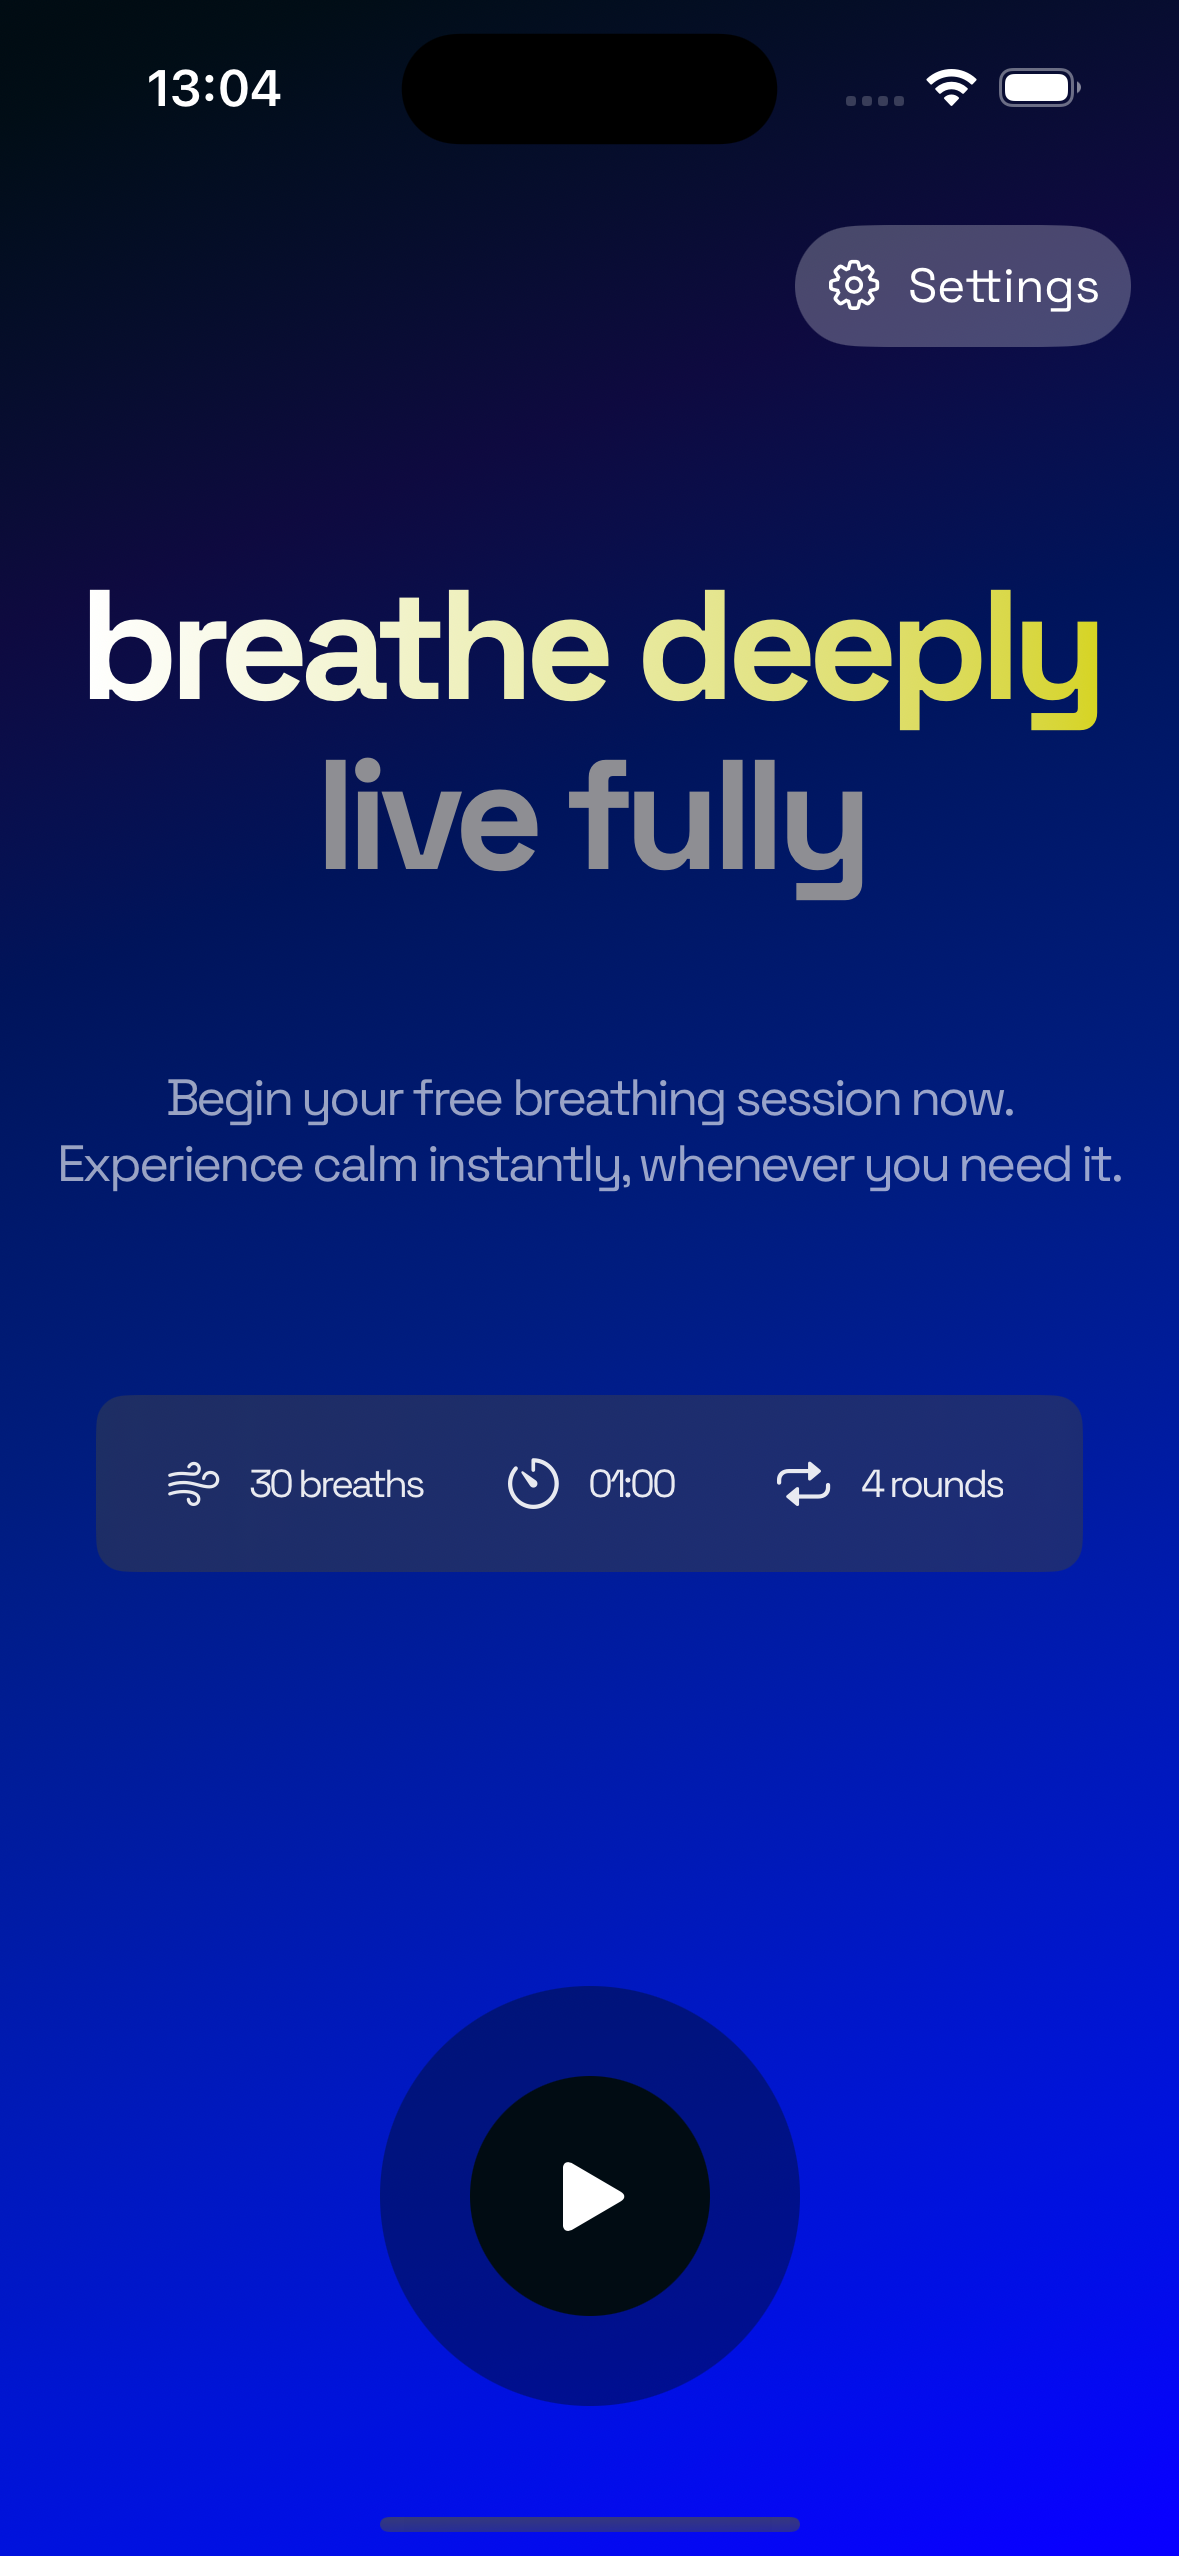 13:04
Settings
breathe deeply
live fully
Begin your free breathing session now.
Experience calm instantly, whenever you need it.
30 breaths 01:00 4 rounds